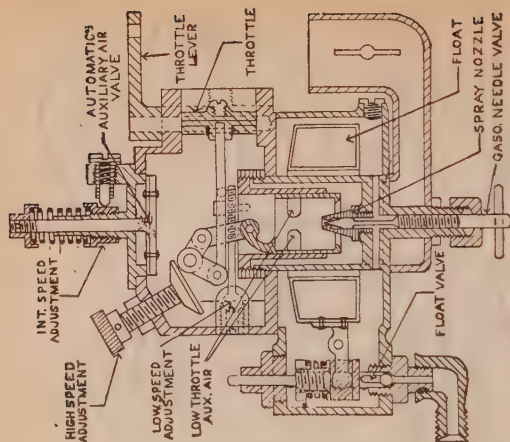 AUTOMATIC
AUXILIARY AIR
VALVE
THROTTLE
LEVER
THROTTLE
FLOAT
SPRAY NOZZLE
GASO. NEEDLE VALVE
INT. SPEED
ADJUSTMENT
HIGH SPEED
ADJUSTMENT
LOW SPEED
ADJUSTMENT
LOW THROTTLE
AUX. AIR
FLOAT VALVE